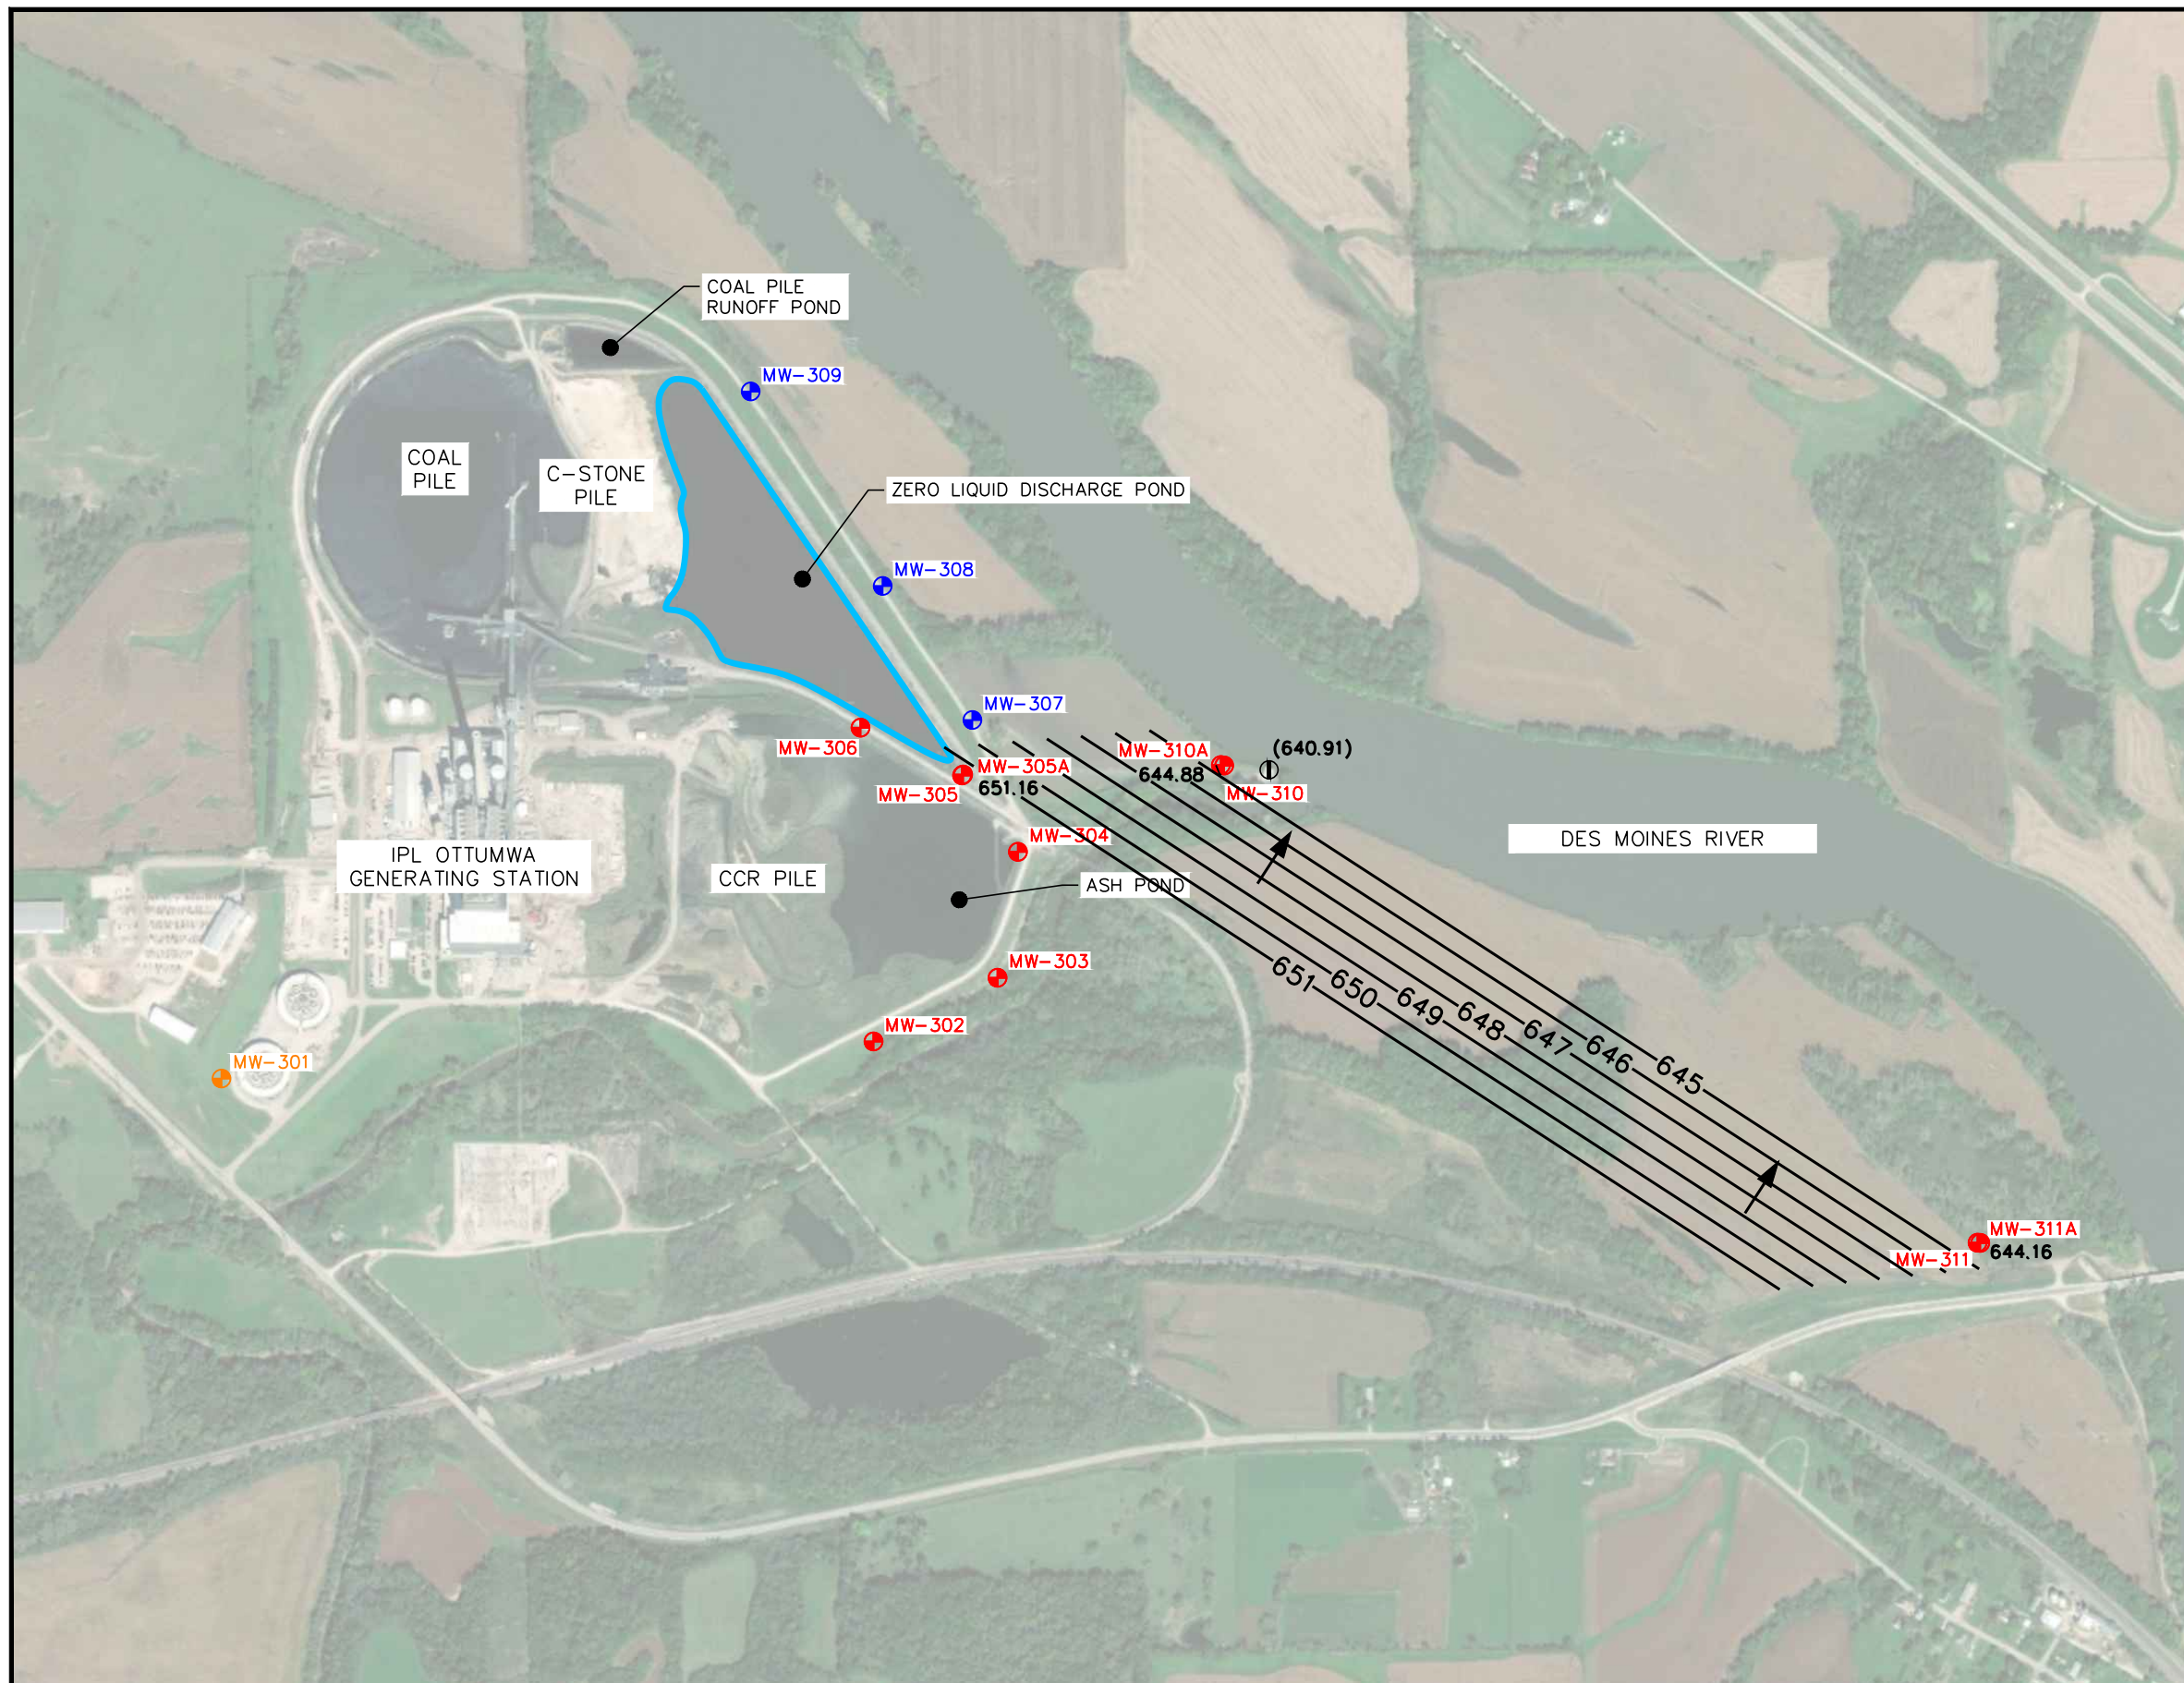 COAL PILE
RUNOFF POND
MW-309
COAL
PILE
C-STONE
PILE
ZERO LIQUID DISCHARGE POND
MW-308
MW-307
MW-306
MW-305A
651.16
MW-305
MW-310A
644.88
(640.91)
MW-310
MW-304
DES MOINES RIVER
IPL OTTUMWA
GENERATING STATION
CCR PILE
ASH POND
MW-303
651
650
649
648
647
646
645
MW-302
MW-301
MW-311A
644.16
MW-311